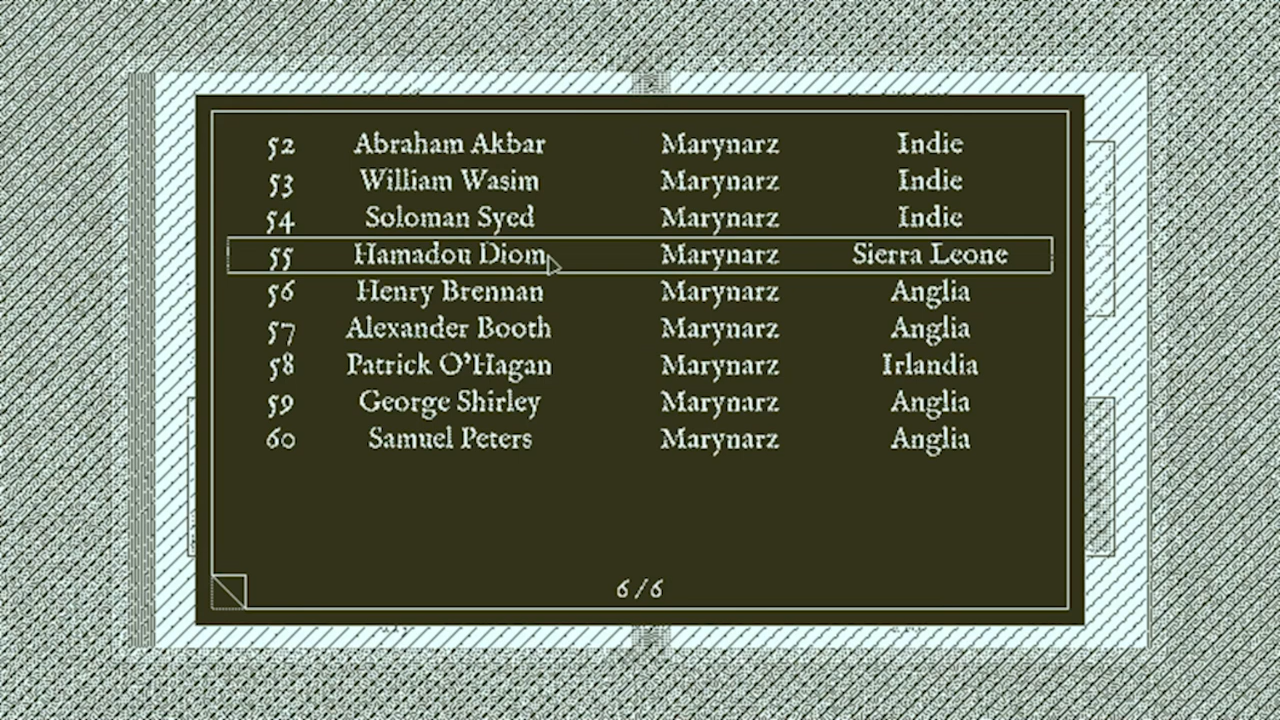 52 Abraham Akbar Marynarz Indie
53 William Wasim Marynarz Indie
54 Soloman Syed Marynarz Indie
55 Hamadou Diom Marynarz Sierra Leone
56 Henry Brennan Marynarz Anglia
57 Alexander Booth Marynarz Anglia
58 Patrick O'Hagan Marynarz Irlandia
59 George Shirley Marynarz Anglia
60 Samuel Peters Marynarz Anglia
6/6